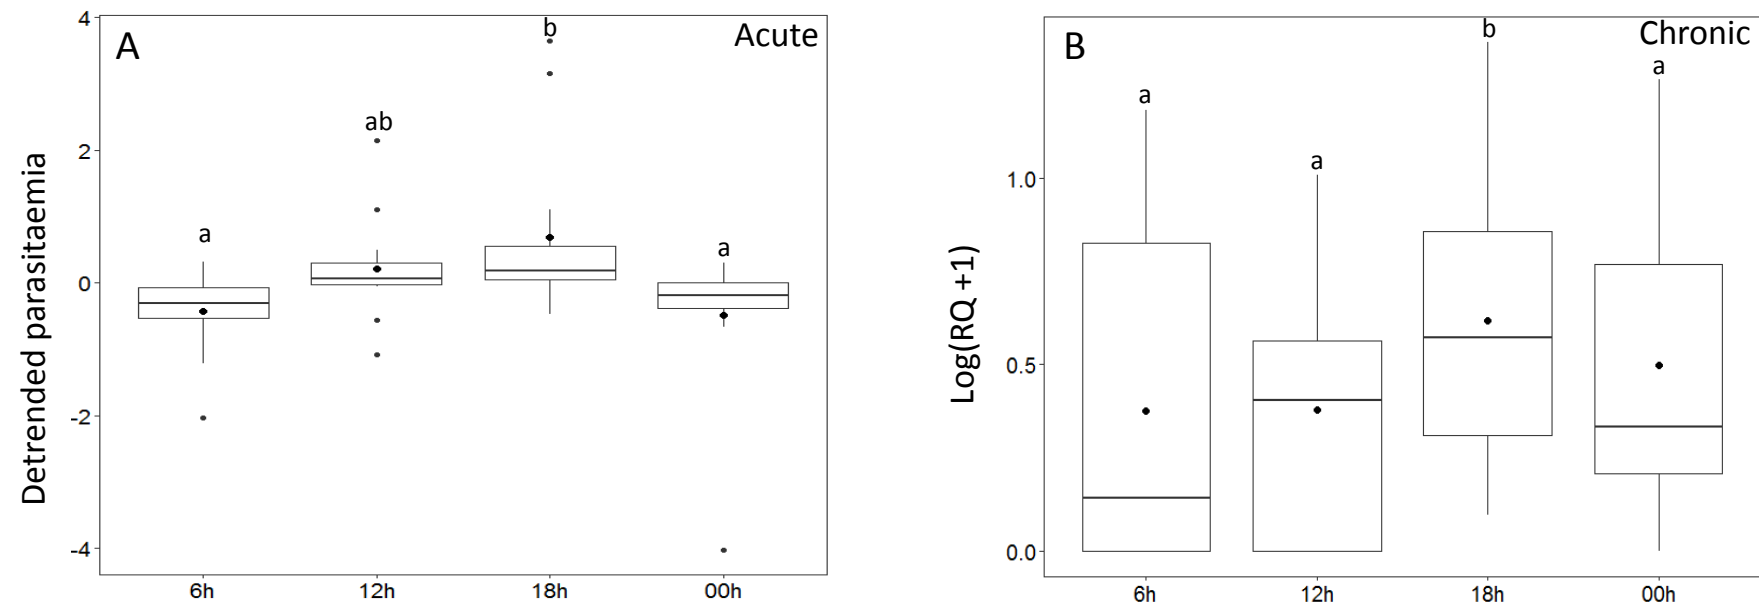 A
Acute
Detrended parasitaemia
4
2
0
-2
-4
a
ab
b
a
6h
12h
18h
00h
B
Chronic
Log(RQ +1)
1.0
0.5
0.0
a
a
b
a
6h
12h
18h
00h